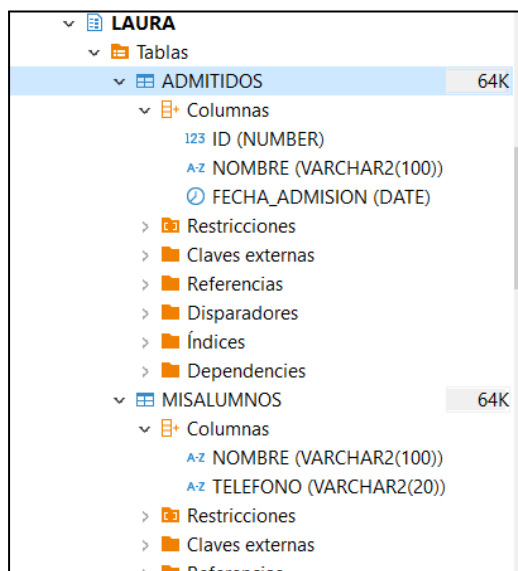 LAURA
Tablas
ADMITIDOS 64K
Columnas
123 ID (NUMBER)
A-Z NOMBRE (VARCHAR2(100))
FECHA_ADMISION (DATE)
Restricciones
Claves externas
Referencias
Disparadores
Índices
Dependencies
MISALUMNOS 64K
Columnas
A-Z NOMBRE (VARCHAR2(100))
A-Z TELEFONO (VARCHAR2(20))
Restricciones
Claves externas